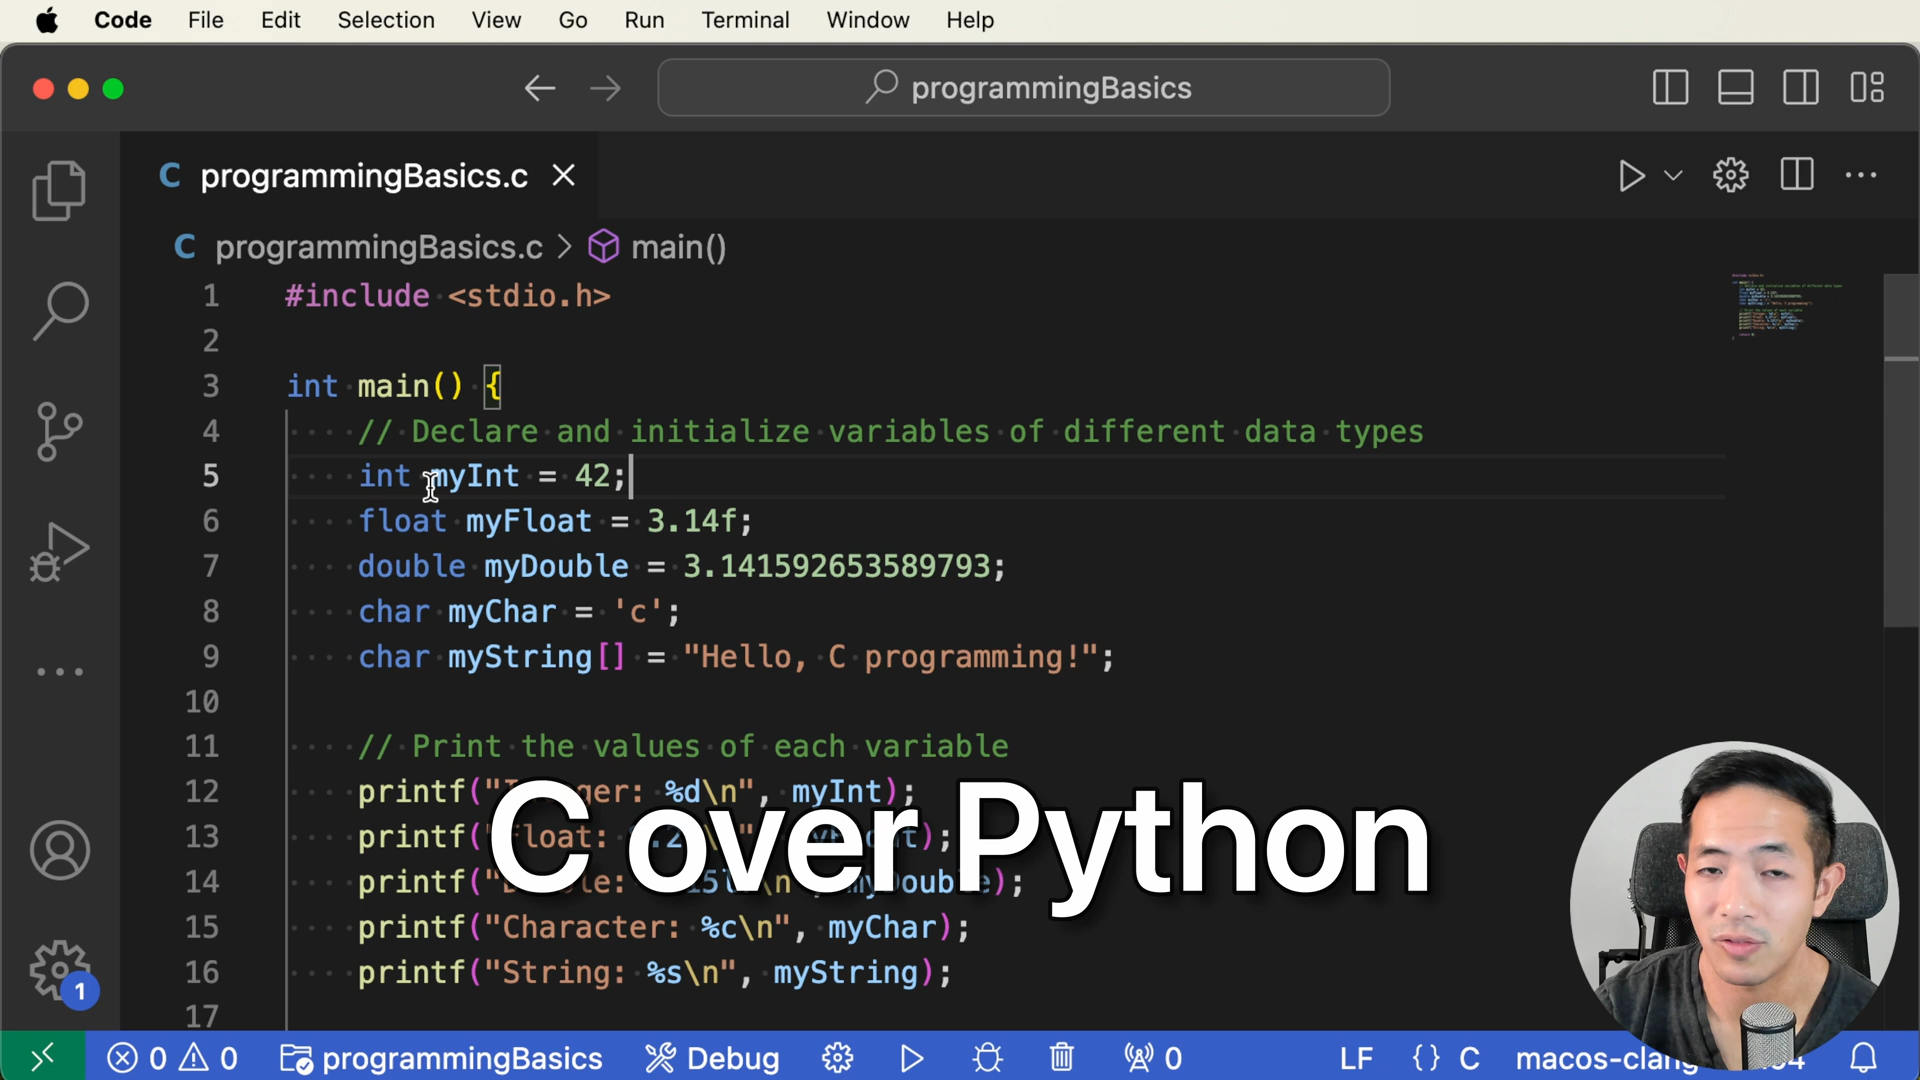 Code File Edit Selection View Go Run Terminal Window Help
programmingBasics
C programmingBasics.c
C programmingBasics.c > main()
1 #include <stdio.h>
2
3 int main() {
4 // Declare and initialize variables of different data types
5 int myInt = 42;
6 float myFloat = 3.14f;
7 double myDouble = 3.141592653589793;
8 char myChar = 'c';
9 char myString[] = "Hello, C programming!";
10
11 // Print the values of each variable
12 printf(" %d\n", myInt);
13 printf("
14 printf("
C over Python
15 printf("Character: %c\n", myChar);
16 printf("String: %s\n", myString);
17
1
0 0 programmingBasics Debug 0 LF {} C